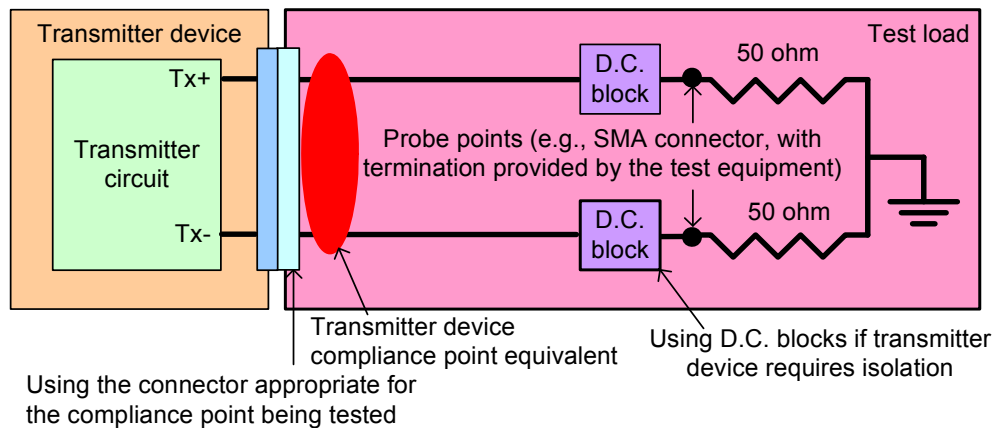 Transmitter device
Test load
50 ohm
Tx+
D.C.
block
Transmitter
circuit
Probe points (e.g., SMA connector, with
termination provided by the test equipment)
Tx-
D.C.
block
50 ohm
Transmitter device
compliance point equivalent
Using D.C. blocks if transmitter
device requires isolation
Using the connector appropriate for
the compliance point being tested